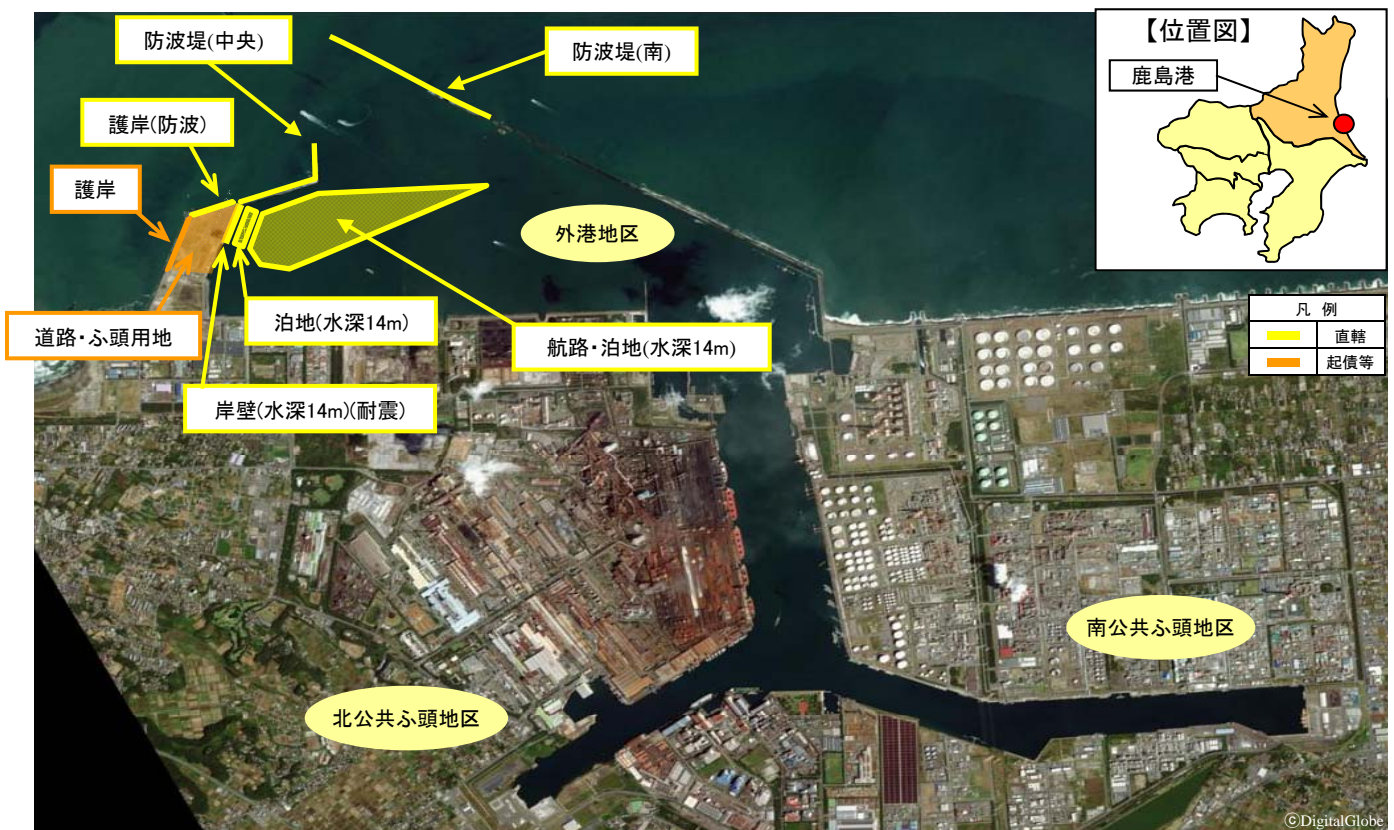 防波堤(中央)
防波堤(南)
【位置図】
鹿島港
護岸(防波)
護岸
外港地区
道路・ふ頭用地
泊地(水深14m)
航路・泊地(水深14m)
岸壁(水深14m)(耐震)
凡 例
直轄
起債等
南公共ふ頭地区
北公共ふ頭地区
©DigitalGlobe